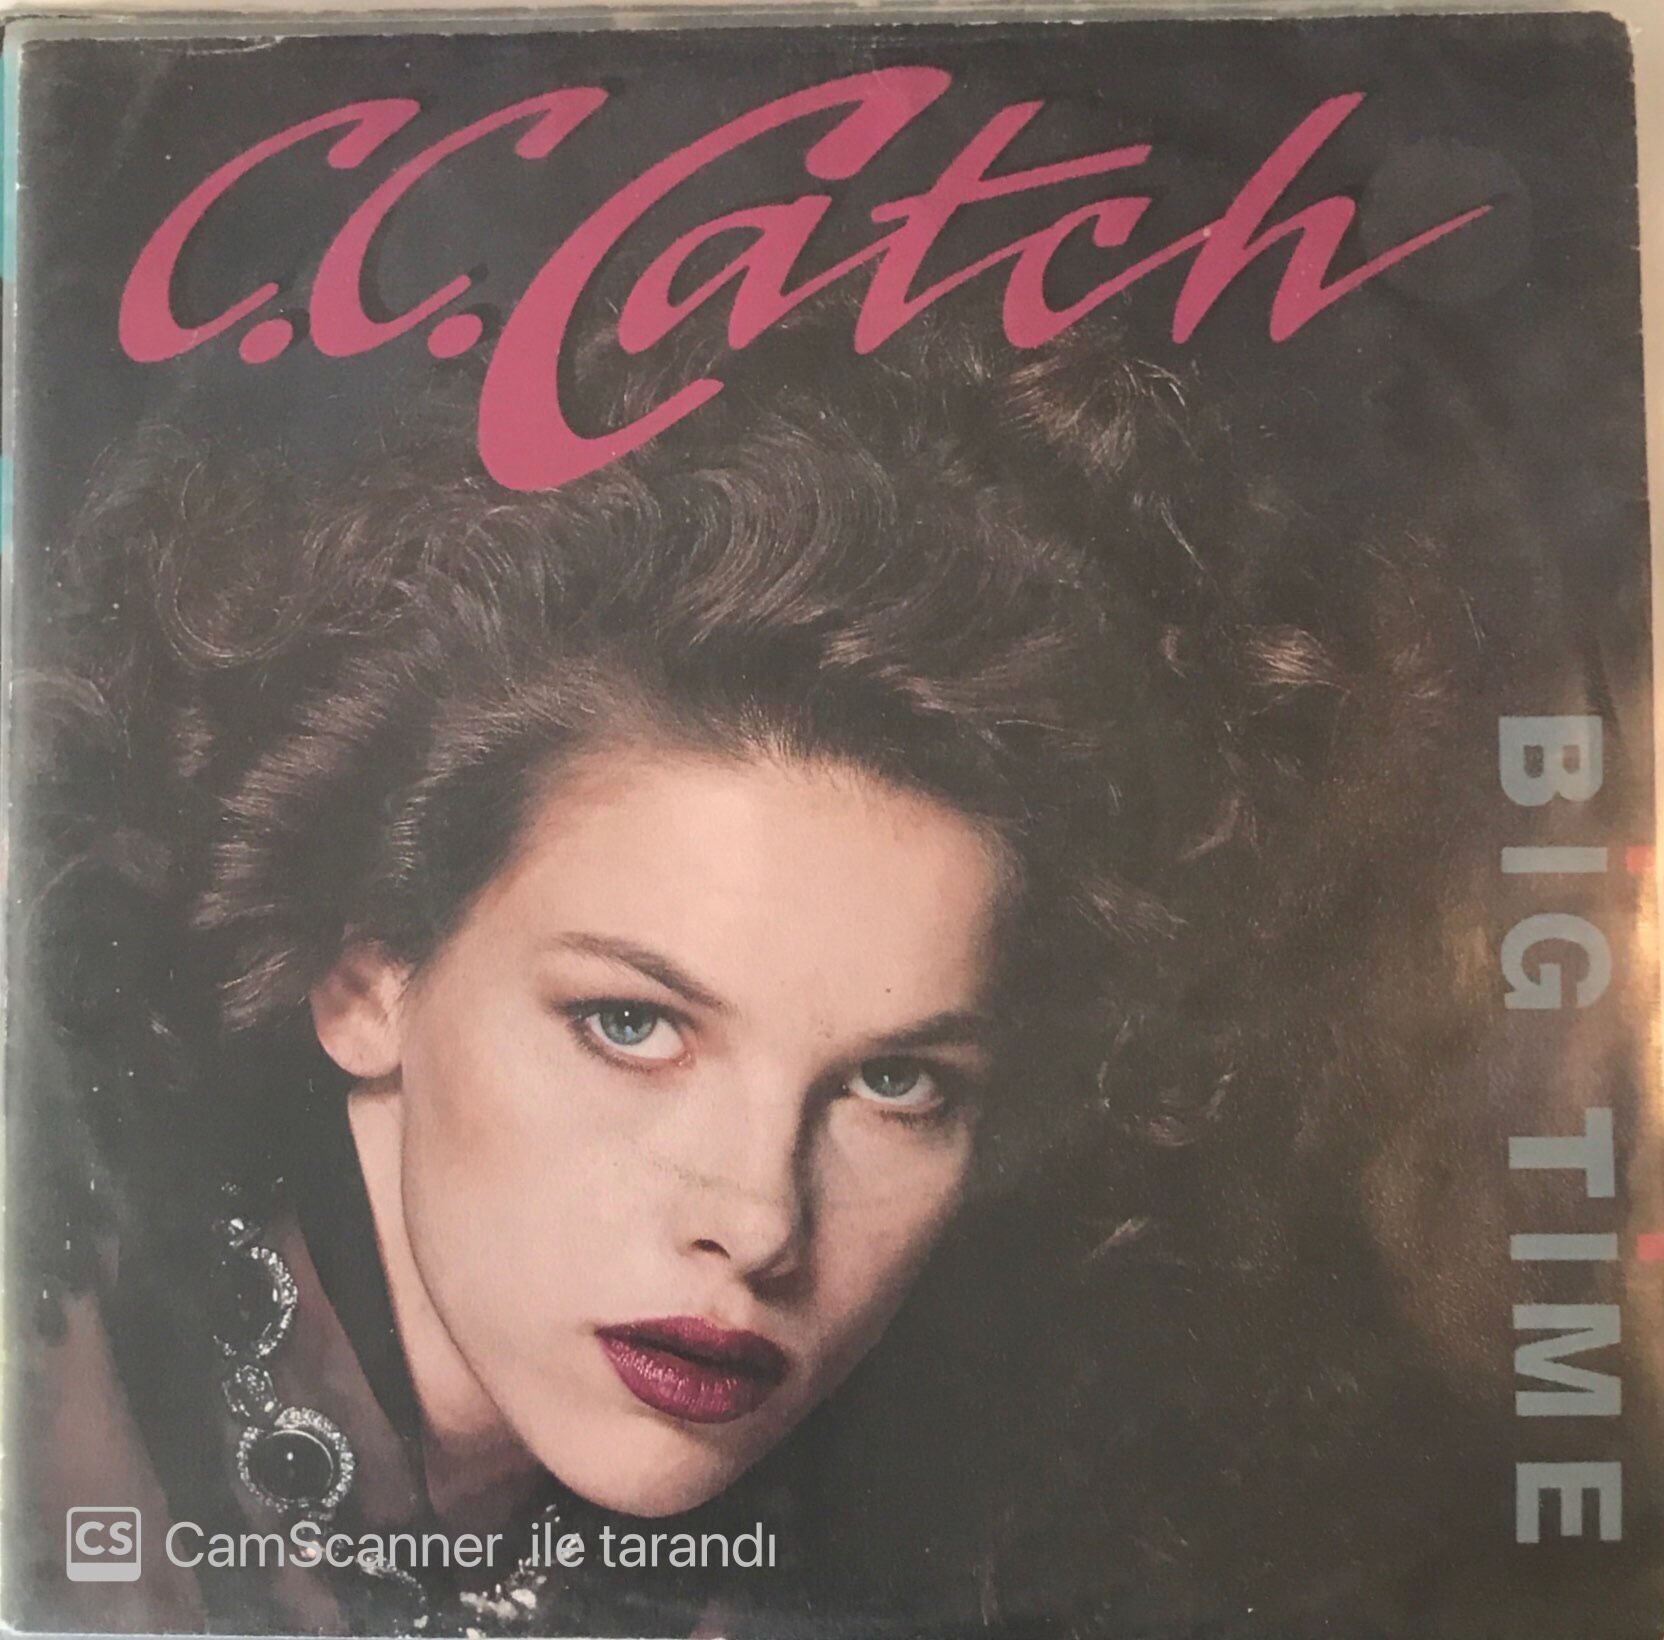 C.C.Catch
BIG TIME
CS CamScanner ile tarandı